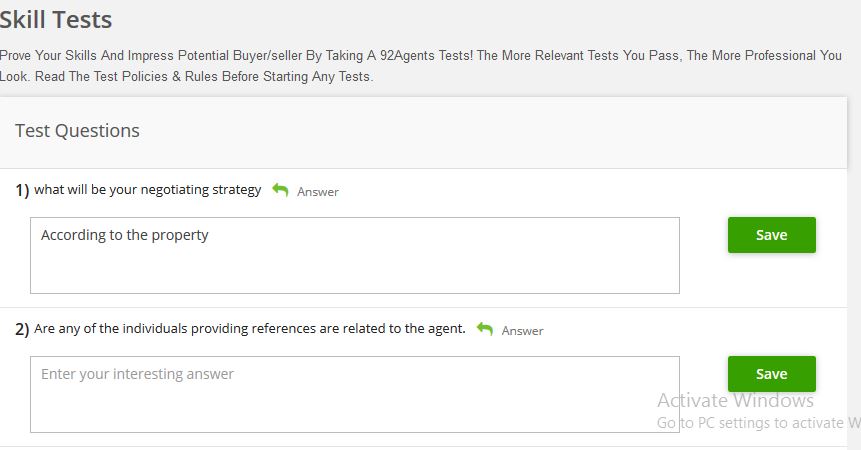 Skill Tests
Prove Your Skills And Impress Potential Buyer/seller By Taking A 92Agents Tests! The More Relevant Tests You Pass, The More Professional You
Look. Read The Test Policies & Rules Before Starting Any Tests.
Test Questions
1) what will be your negotiating strategy Answer
According to the property
Save
2) Are any of the individuals providing references are related to the agent. Answer
Enter your interesting answer
Save
Activate Windows
Go to PC settings to activate W